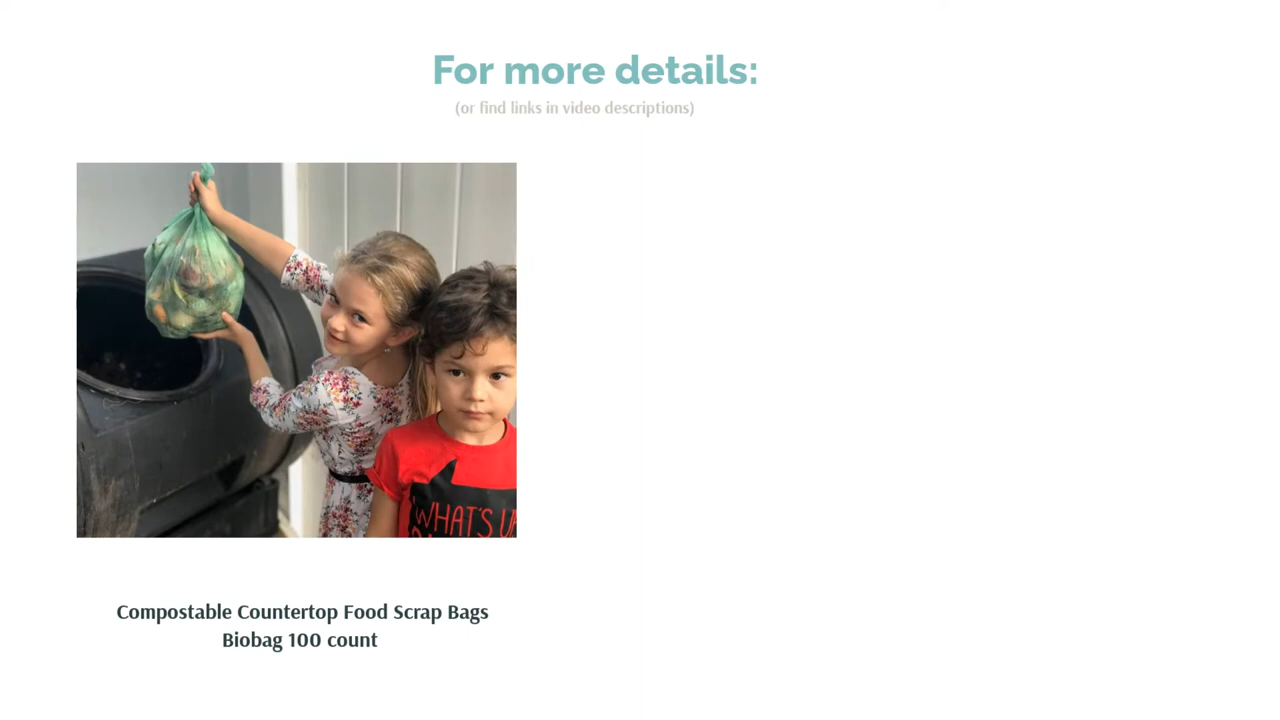 For more details:
(or find links in video descriptions)
WHAT'S
Compostable Countertop Food Scrap Bags
Biobag 100 count